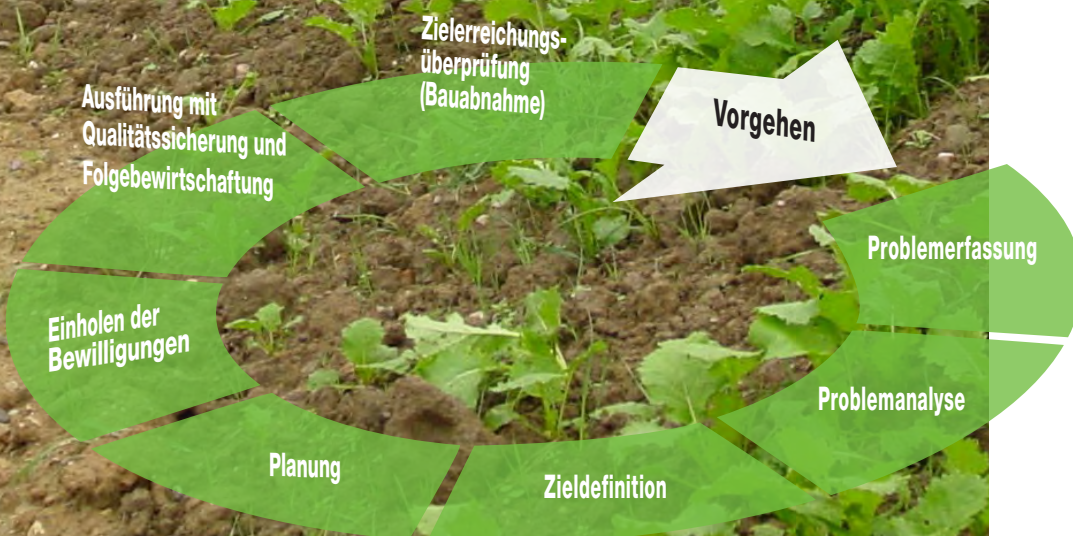 Vorgehen
Problemerfassung
Problemanalyse
Zieldefinition
Planung
Einholen der
Bewilligungen
Ausführung mit
Qualitätssicherung und
Folgebewirtschaftung
Zielerreichungs-
überprüfung
(Bauabnahme)